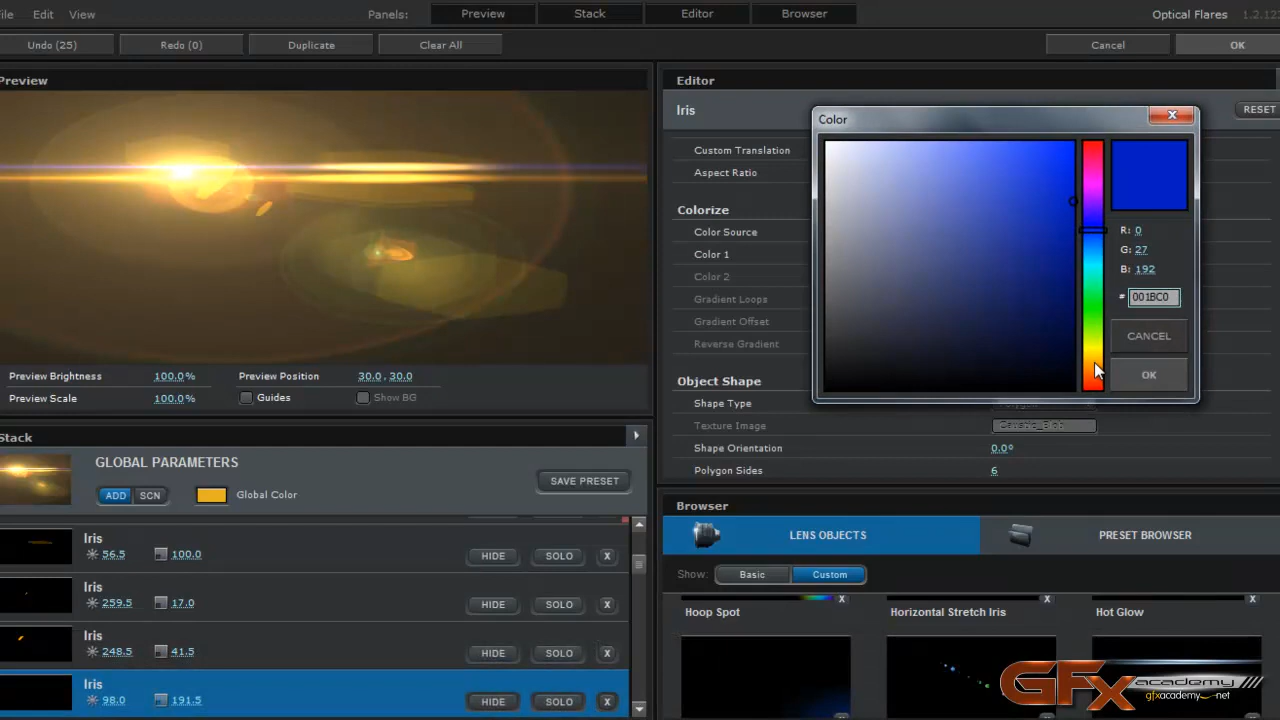 File Edit View Panels: Preview Stack Editor Browser Optical Flares 1.2.12
Undo (25) Redo (0) Duplicate Clear All Cancel OK
Preview
Preview Brightness 100.0% Preview Position 30.0, 30.0
Preview Scale 100.0% Guides Show BG
Stack
GLOBAL PARAMETERS
ADD SCN Global Color SAVE PRESET
Iris
56.5 100.0 HIDE SOLO X
Iris
259.5 17.0 HIDE SOLO X
Iris
248.5 41.5 HIDE SOLO X
Iris
98.0 191.5 HIDE SOLO X
Editor
Iris RESET
Custom Translation
Aspect Ratio
Colorize
Color Source
Color 1
Color 2
Gradient Loops
Gradient Offset
Reverse Gradient
Object Shape
Shape Type
Texture Image Caustic_Blob
Shape Orientation 0.0°
Polygon Sides 6
Color X
R: 0
G: 27
B: 192
# 001BC0
CANCEL
OK
Browser
LENS OBJECTS PRESET BROWSER
Show: Basic Custom
X X X
Hoop Spot Horizontal Stretch Iris Hot Glow
GFX academy
gfxacademy.net